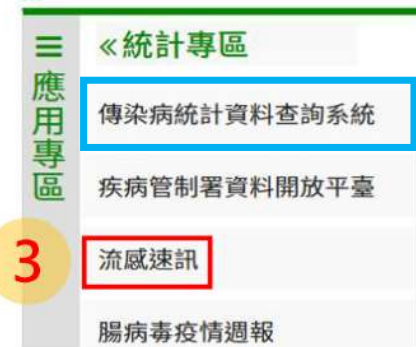 ☰ «統計專區
應用專區
傳染病統計資料查詢系統
疾病管制署資料開放平臺
3
流感速訊
腸病毒疫情週報